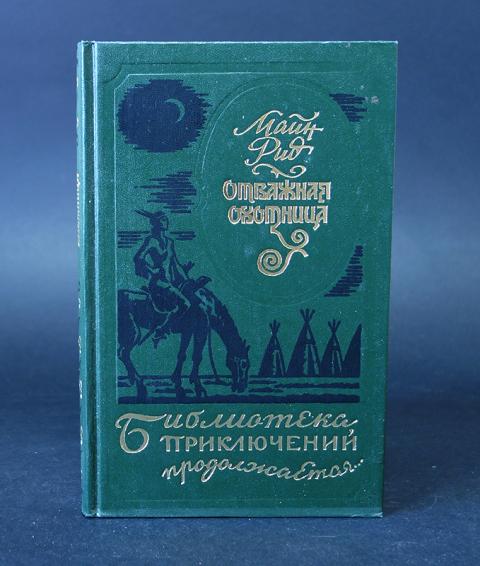 Майн
Рид
Отважная
охотница
Библиотека
приключений
продолжается...